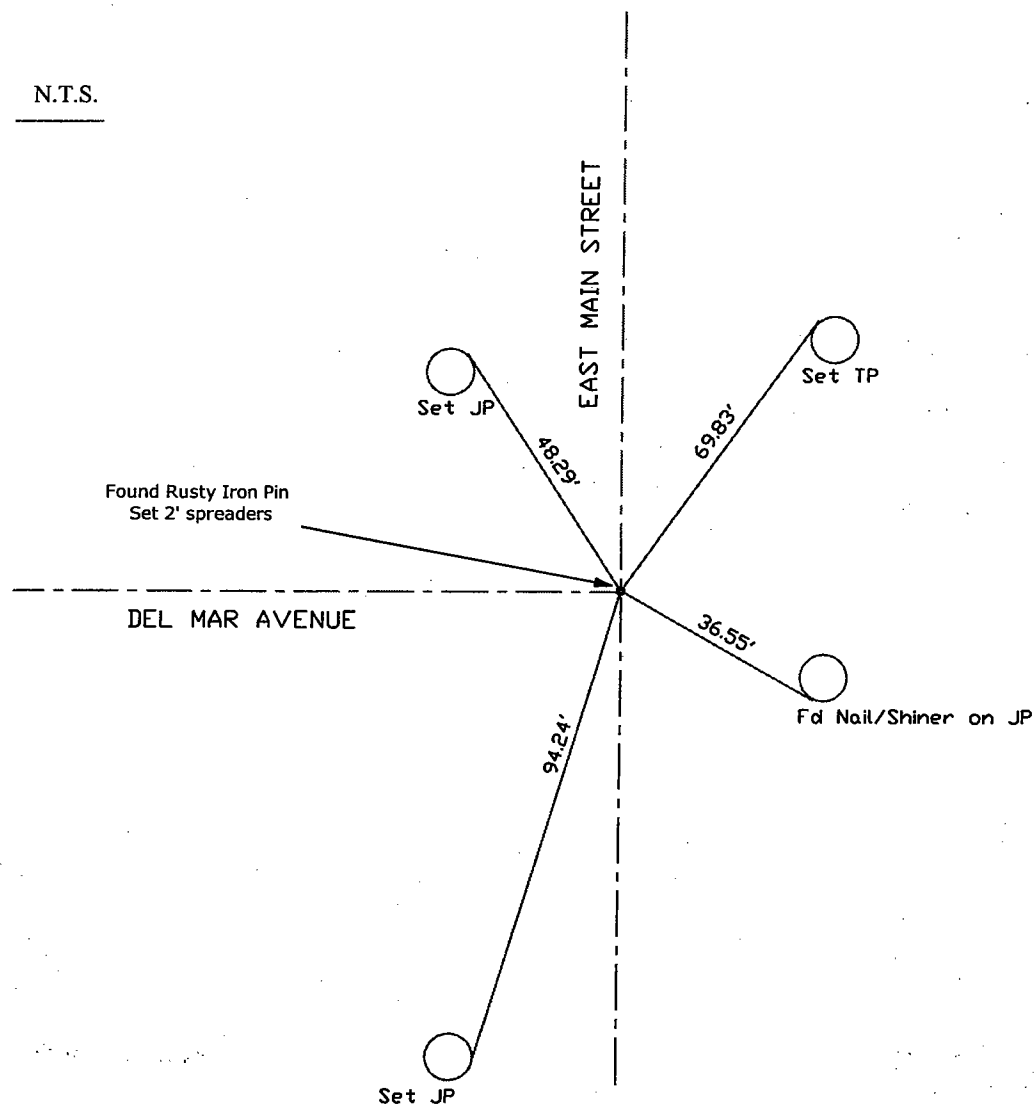 N.T.S.
EAST MAIN STREET
Set JP
Set TP
48.29'
69.83'
Found Rusty Iron Pin
Set 2' spreaders
DEL MAR AVENUE
36.55'
Fd Nail/Shiner on JP
94.24'
Set JP